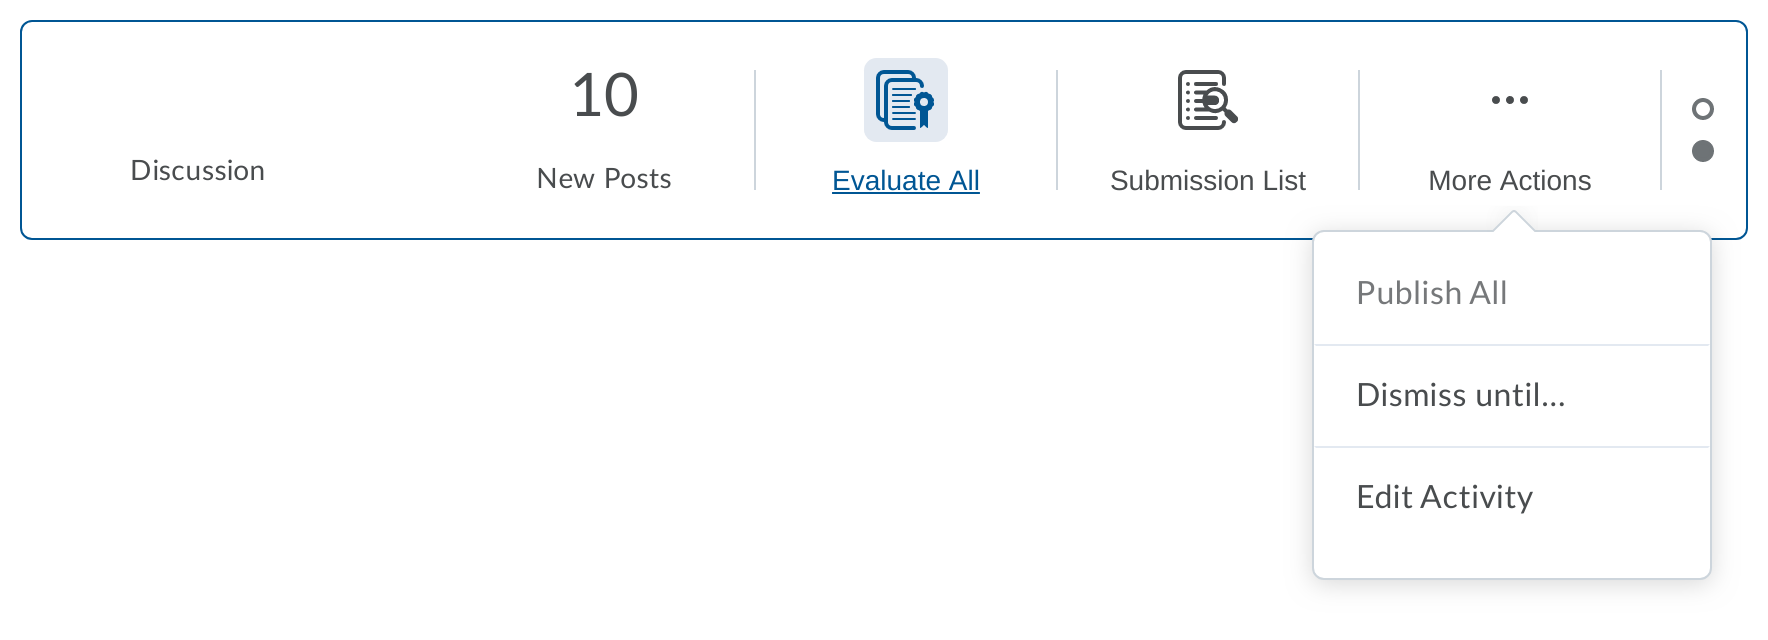 Discussion
10
New Posts
Evaluate All
Submission List
More Actions
Publish All
Dismiss until...
Edit Activity